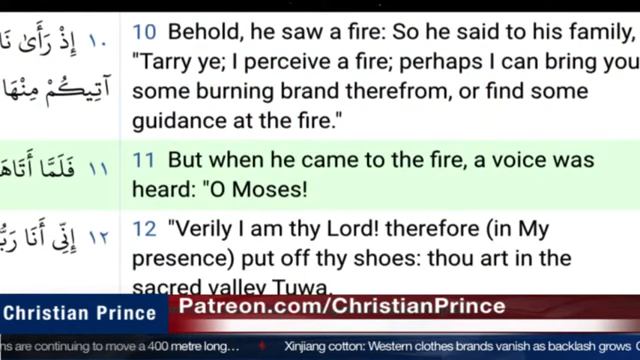 إِذْ رَأَىٰ ١٠ 10 Behold, he saw a fire: So he said to his family,
آتِيكُمْ مِنْهَا "Tarry ye; I perceive a fire; perhaps I can bring you
some burning brand therefrom, or find some
guidance at the fire."
فَلَمَّا ١١ 11 But when he came to the fire, a voice was
heard: "O Moses!
إِنِّي أَنَا ١٢ 12 "Verily I am thy Lord! therefore (in My
presence) put off thy shoes: thou art in the
sacred valley Tuwa.
Christian Prince Patreon.com/ChristianPrince
are continuing to move a 400 metre long... Xinjiang cotton: Western clothes brands vanish as backlash grows